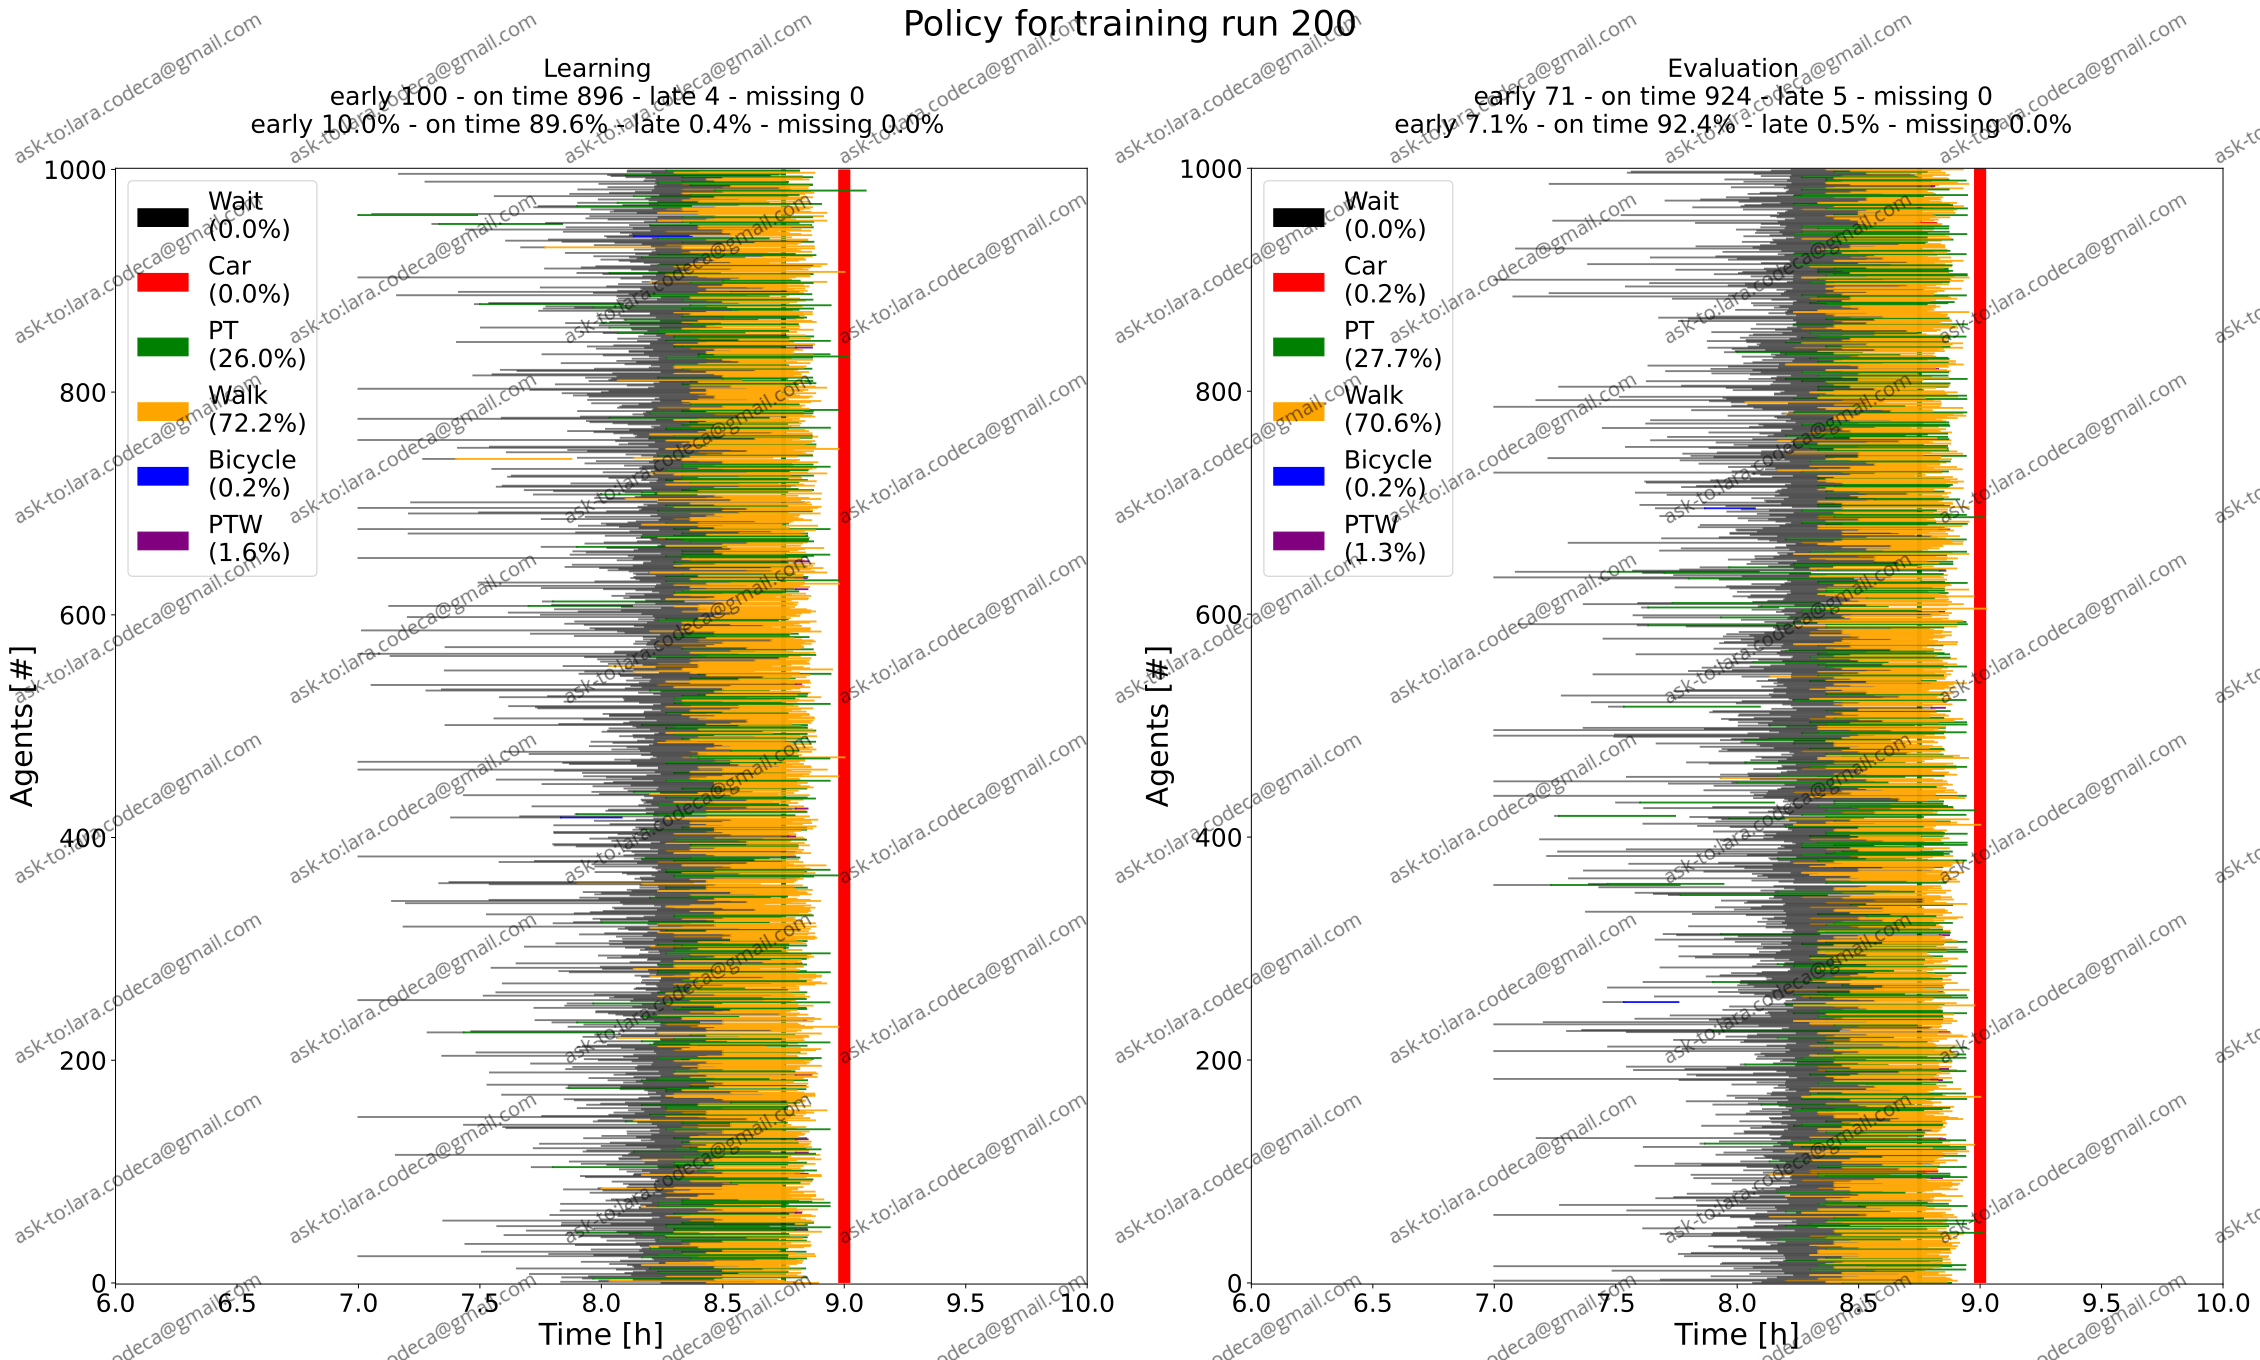 Policy for training run 200
Learning
early 100 - on time 896 - late 4 - missing 0
early 10.0% - on time 89.6% - late 0.4% - missing 0.0%
1000
800
600
400
200
0
Agents [#]
Wait
(0.0%)
Car
(0.0%)
PT
(26.0%)
Walk
(72.2%)
Bicycle
(0.2%)
PTW
(1.6%)
6.0 6.5 7.0 7.5 8.0 8.5 9.0 9.5 10.0
Time [h]
Evaluation
early 71 - on time 924 - late 5 - missing 0
early 7.1% - on time 92.4% - late 0.5% - missing 0.0%
1000
800
600
400
200
0
Agents [#]
Wait
(0.0%)
Car
(0.2%)
PT
(27.7%)
Walk
(70.6%)
Bicycle
(0.2%)
PTW
(1.3%)
6.0 6.5 7.0 7.5 8.0 8.5 9.0 9.5 10.0
Time [h]
ask-to:lara.codeca@gmail.com